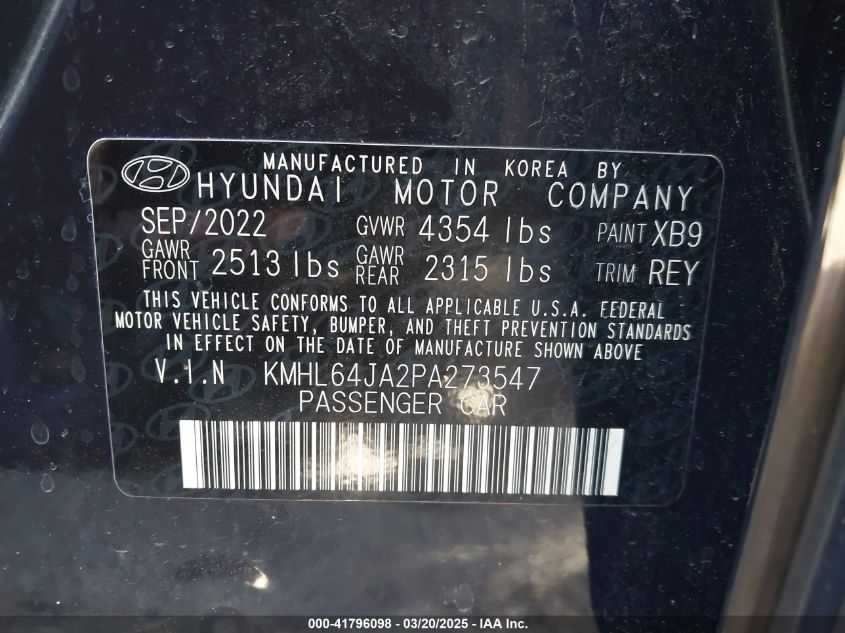 MANUFACTURED IN KOREA BY
HYUNDAI MOTOR COMPANY
SEP/2022 GVWR 4354 lbs PAINT XB9
GAWR FRONT 2513 lbs GAWR REAR 2315 lbs TRIM REY
THIS VEHICLE CONFORMS TO ALL APPLICABLE U.S.A. FEDERAL
MOTOR VEHICLE SAFETY, BUMPER, AND THEFT PREVENTION STANDARDS
IN EFFECT ON THE DATE OF MANUFACTURE SHOWN ABOVE
V.I.N KMHL64JA2PA273547
PASSENGER CAR
000-41796098 - 03/20/2025 - IAA Inc.